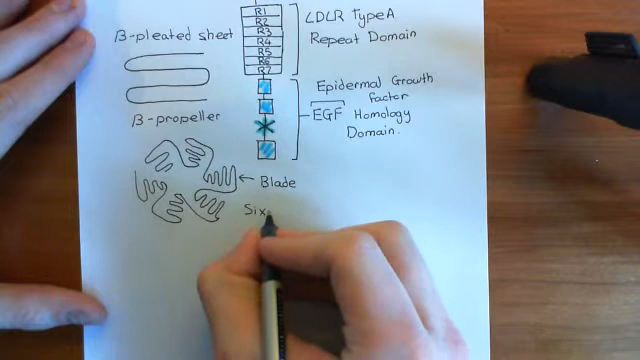 β-pleated sheet
β-propeller
R1
R2
R3
R4
R5
R6
R7
LDLR Type A
Repeat Domain
Epidermal Growth
factor
EGF Homology
Domain.
Blade
Six